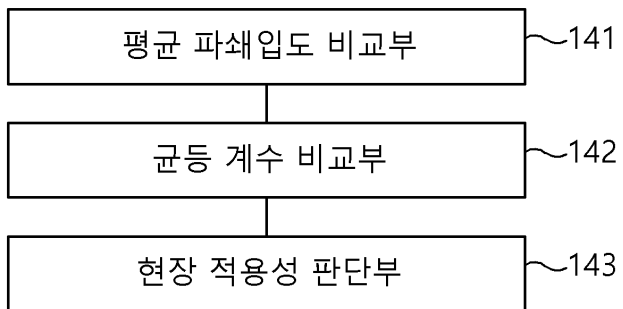 평균 파쇄입도 비교부 141
균등 계수 비교부 142
현장 적용성 판단부 143